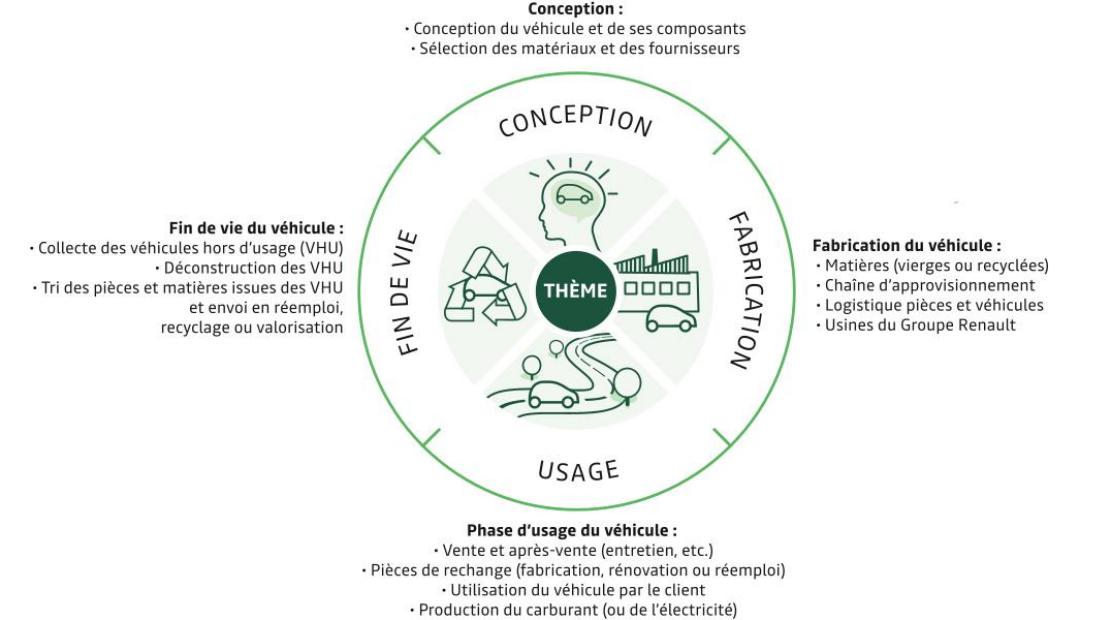 Conception :
• Conception du véhicule et de ses composants
• Sélection des matériaux et des fournisseurs
CONCEPTION
Fin de vie du véhicule :
• Collecte des véhicules hors d'usage (VHU)
• Déconstruction des VHU
• Tri des pièces et matières issues des VHU
et envoi en réemploi,
recyclage ou valorisation
FIN DE VIE
THÈME
FABRICATION
Fabrication du véhicule :
• Matières (vierges ou recyclées)
• Chaîne d'approvisionnement
• Logistique pièces et véhicules
• Usines du Groupe Renault
USAGE
Phase d'usage du véhicule :
• Vente et après-vente (entretien, etc.)
• Pièces de rechange (fabrication, rénovation ou réemploi)
• Utilisation du véhicule par le client
• Production du carburant (ou de l'électricité)